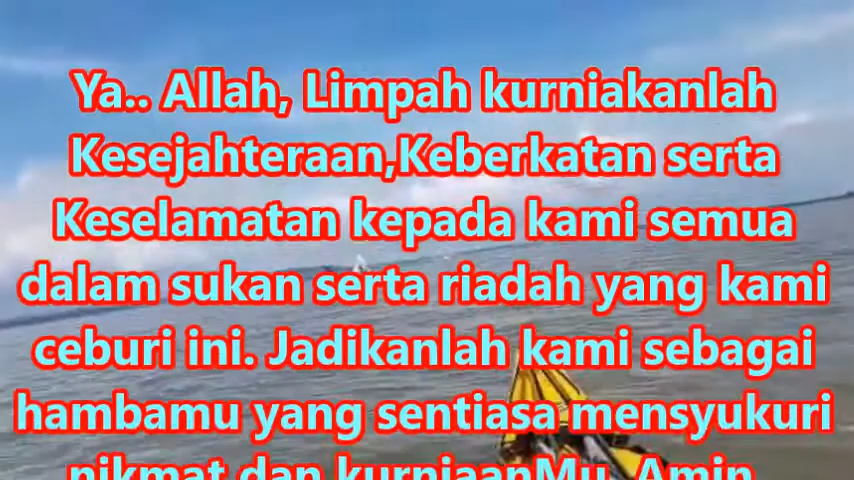 Ya.. Allah, Limpah kurniakanlah
Kesejahteraan,Keberkatan serta
Keselamatan kepada kami semua
dalam sukan serta riadah yang kami
ceburi ini. Jadikanlah kami sebagai
hambamu yang sentiasa mensyukuri
nikmat dan kurniaanMu. Amin